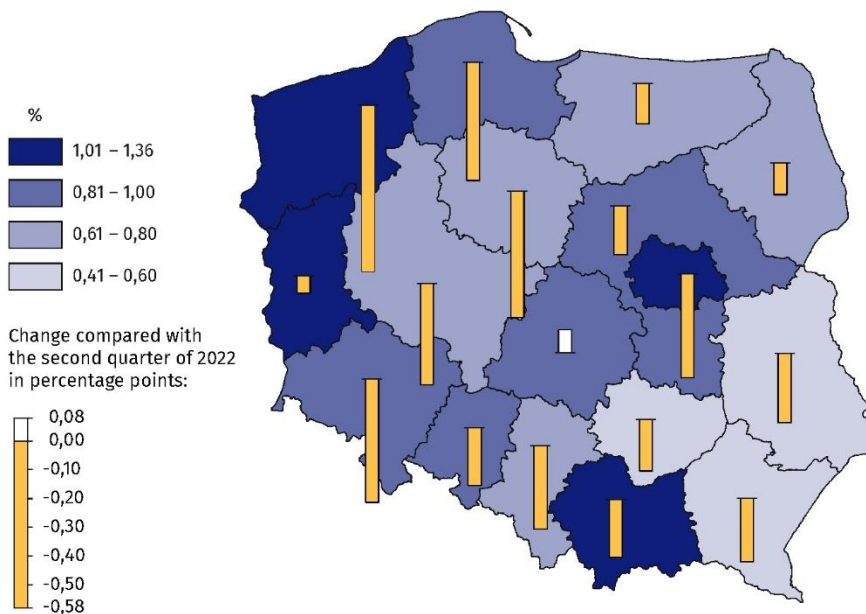 %
1,01 – 1,36
0,81 – 1,00
0,61 – 0,80
0,41 – 0,60
Change compared with
the second quarter of 2022
in percentage points:
0,08
0,00
-0,10
-0,20
-0,30
-0,40
-0,50
-0,58